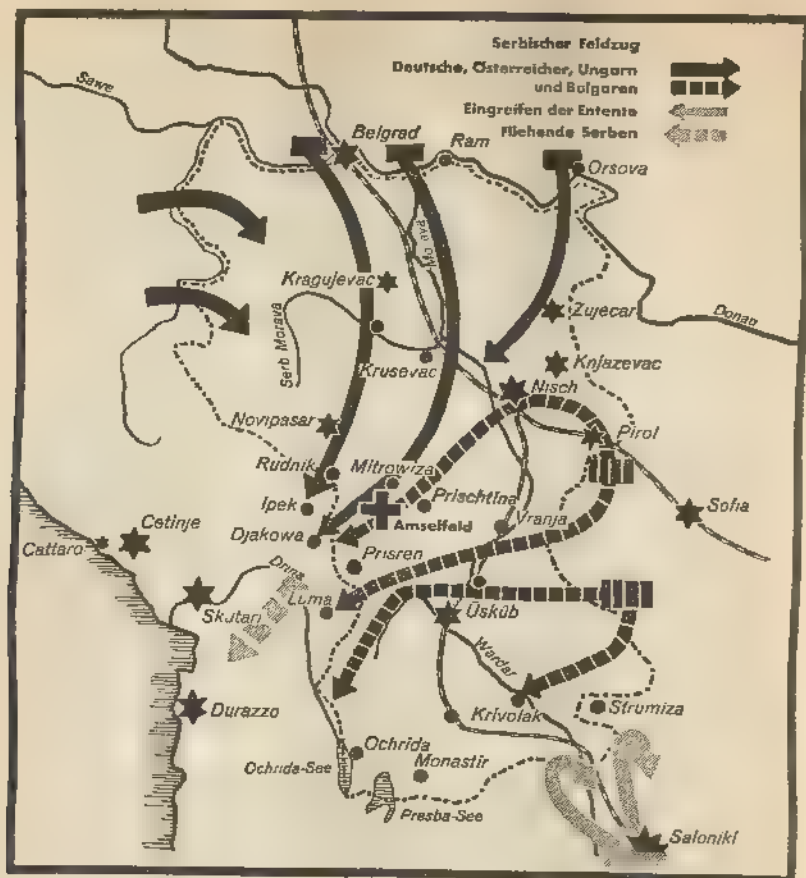 Serbischer Feldzug
Deutsche, Österreicher, Ungarn
und Bulgaren
Eingreifen der Entente
Fliehende Serben
Sawe
Belgrad
Ram
Orsova
Morava
Kragujevac
Zujecar
Donau
Serb Morava
Krusevac
Knjazevac
Nisch
Novipasar
Pirol
Rudnik
Mitrowiza
Ipek
Prischtina
Sofia
Cetinje
Amselfeld
Vranja
Djakowa
Cattaro
Prisren
Drina
Luma
Skutari
Üsküb
Wardar
Durazzo
Krivolak
Strumiza
Ochrida
Ochrida-See
Monastir
Presba-See
Saloniki